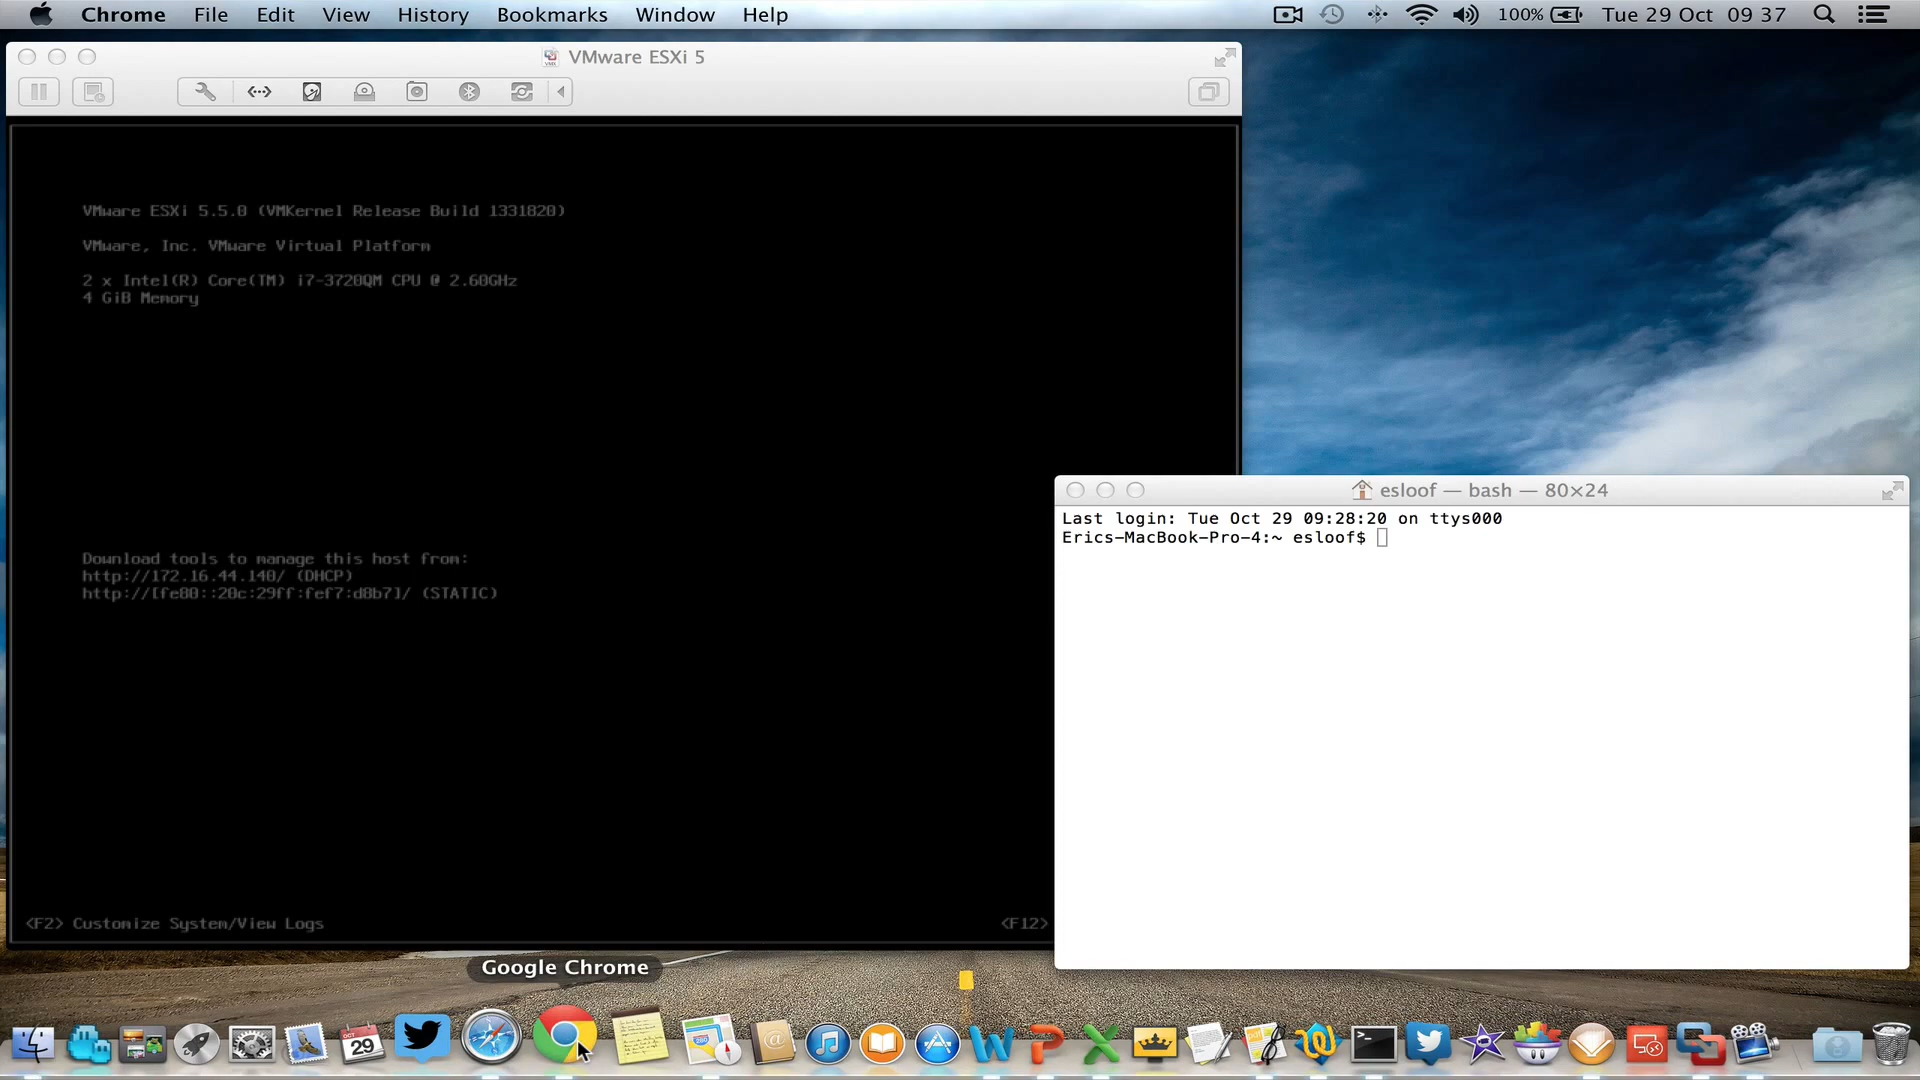 Chrome File Edit View History Bookmarks Window Help 100% Tue 29 Oct 09 37
VMware ESXi 5
VMware ESXi 5.5.0 (VMKernel Release Build 1331820)
VMware, Inc. VMware Virtual Platform
2 x Intel(R) Core(TM) i7-3720QM CPU @ 2.60GHz
4 GiB Memory
esloof — bash — 80×24
Last login: Tue Oct 29 09:28:20 on ttys000
Erics-MacBook-Pro-4:~ esloof$
Download tools to manage this host from:
http://172.16.44.140/ (DHCP)
http://[fe80::20c:29ff:fef7:d8b7]/ (STATIC)
<F2> Customize System/View Logs <F12>
Google Chrome
OCT
29